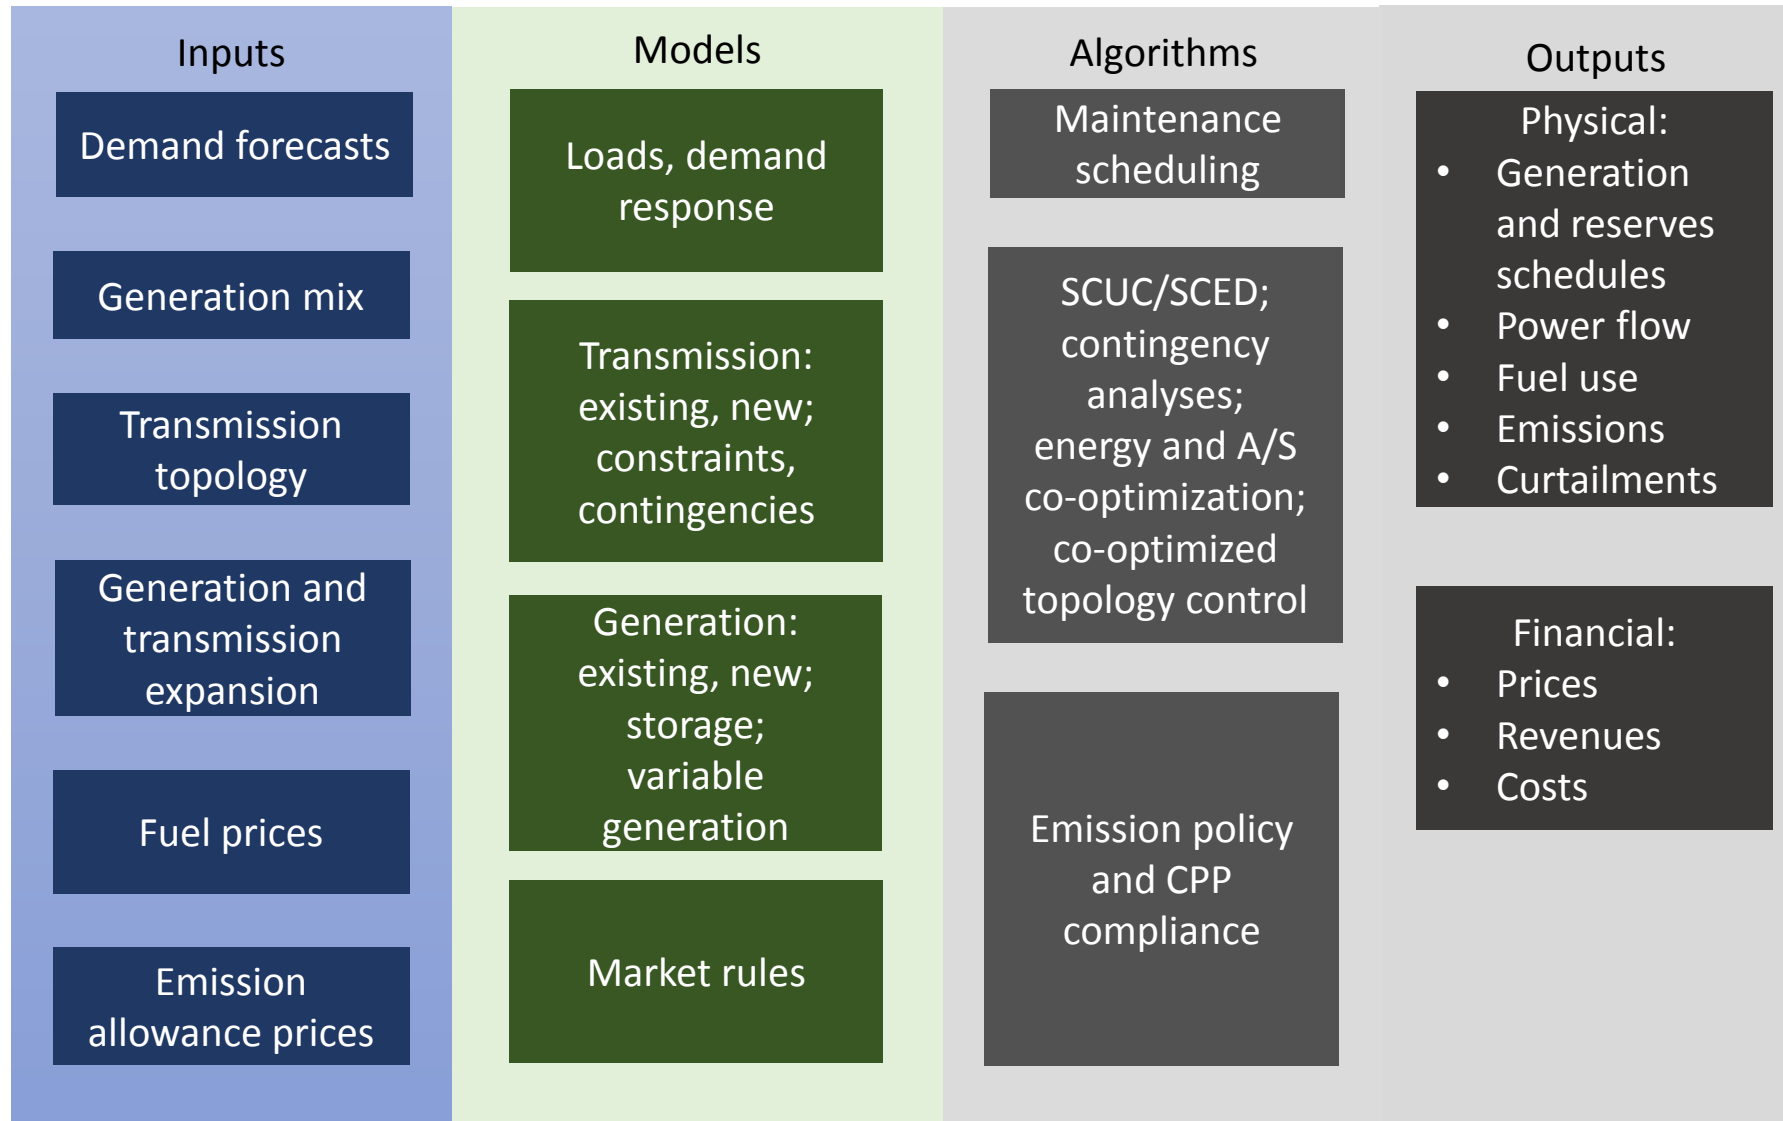 Inputs
Demand forecasts
Generation mix
Transmission
topology
Generation and
transmission
expansion
Fuel prices
Emission
allowance prices
Models
Loads, demand
response
Transmission:
existing, new;
constraints,
contingencies
Generation:
existing, new;
storage;
variable
generation
Market rules
Algorithms
Maintenance
scheduling
SCUC/SCED;
contingency
analyses;
energy and A/S
co-optimization;
co-optimized
topology control
Emission policy
and CPP
compliance
Outputs
Physical:
• Generation
and reserves
schedules
• Power flow
• Fuel use
• Emissions
• Curtailments
Financial:
• Prices
• Revenues
• Costs